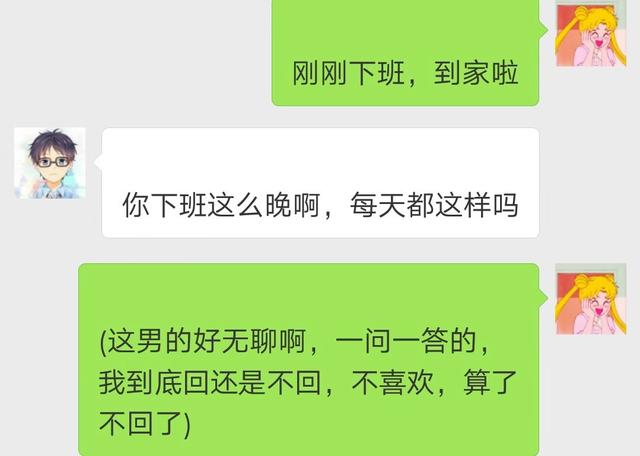 刚刚下班，到家啦
你下班这么晚啊，每天都这样吗
(这男的好无聊啊，一问一答的，
我到底回还是不回，不喜欢，算了
不回了)